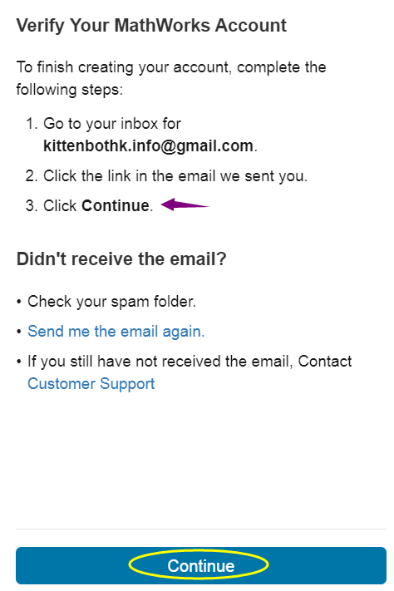 Verify Your MathWorks Account
To finish creating your account, complete the
following steps:
1. Go to your inbox for
kittenbothk.info@gmail.com.
2. Click the link in the email we sent you.
3. Click Continue.
Didn't receive the email?
• Check your spam folder.
• Send me the email again.
• If you still have not received the email, Contact
Customer Support
Continue